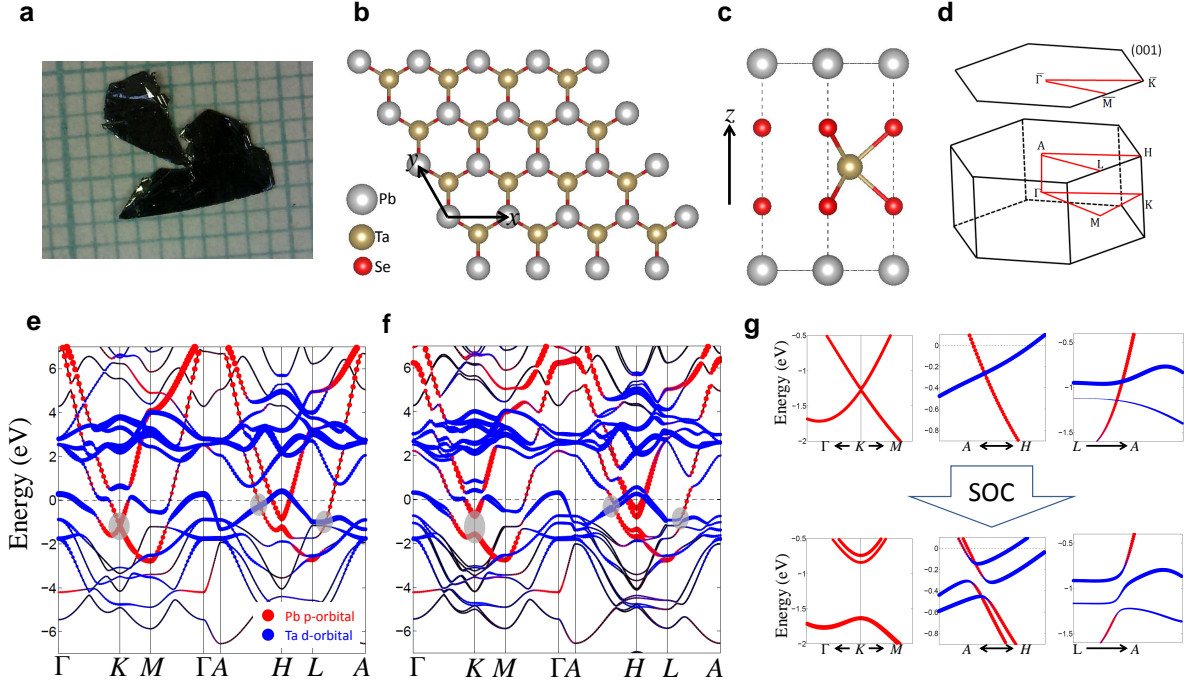 a
b
c
d
y
x
Pb
Ta
Se
z
(001)
Γ̅
K̅
M̅
A
L
H
Γ
K
M
e
f
g
Energy (eV)
6
4
2
0
−2
−4
−6
Pb p-orbital
Ta d-orbital
Γ K M Γ A H L A
6
4
2
0
−2
−4
−6
Γ K M Γ A H L A
Energy (eV)
−0.5
−1
−1.5
−2
Γ K M
0
−0.2
−0.4
−0.6
−0.8
A H
−0.5
−1
−1.5
L A
SOC
Energy (eV)
−0.5
−1
−1.5
−2
Γ K M
0
−0.2
−0.4
−0.6
−0.8
A H
−0.5
−1
−1.5
L A